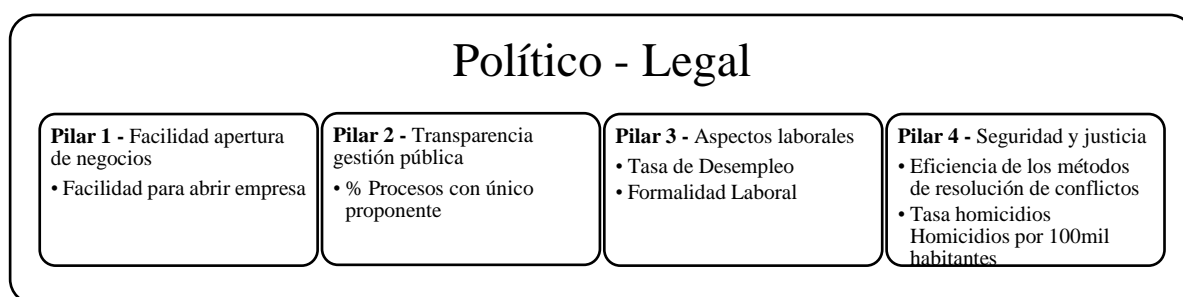 Político - Legal
Pilar 1 - Facilidad apertura
de negocios
• Facilidad para abrir empresa
Pilar 2 - Transparencia
gestión pública
• % Procesos con único
proponente
Pilar 3 - Aspectos laborales
• Tasa de Desempleo
• Formalidad Laboral
Pilar 4 - Seguridad y justicia
• Eficiencia de los métodos
de resolución de conflictos
• Tasa homicidios
Homicidios por 100mil
habitantes